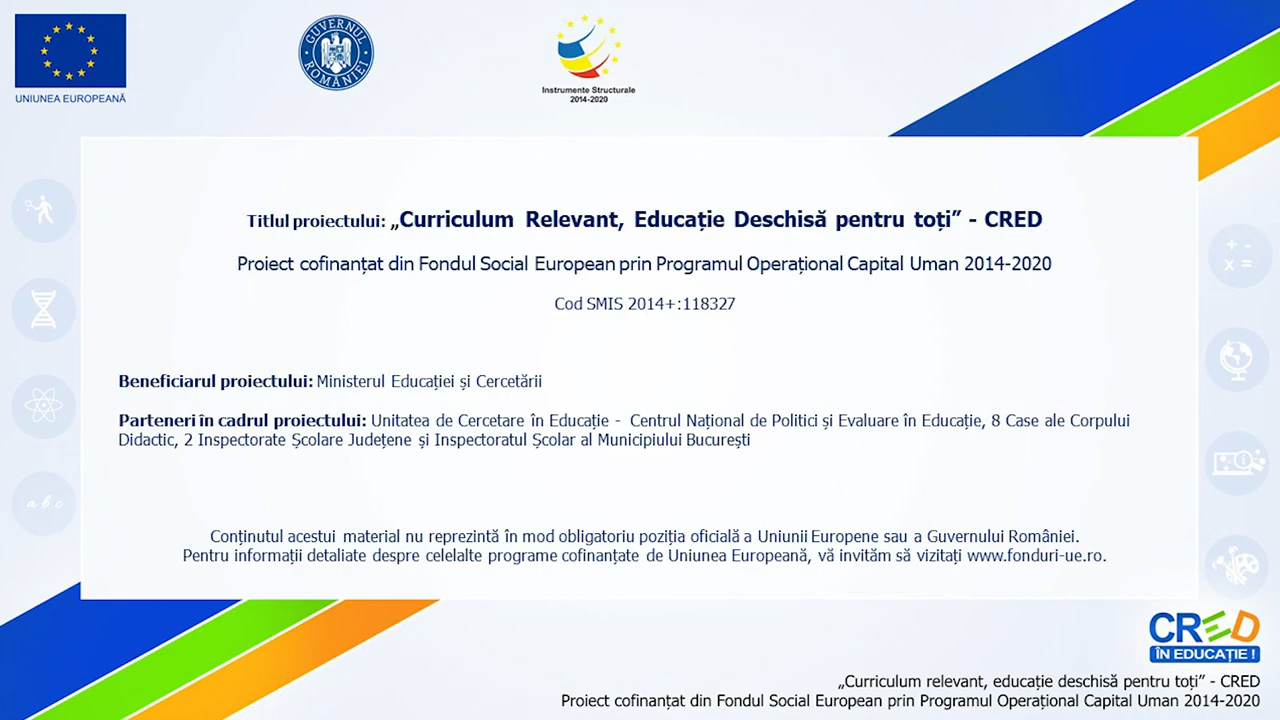 UNIUNEA EUROPEANĂ
GUVERNUL ROMÂNIEI
Instrumente Structurale
2014-2020
Titlul proiectului: „Curriculum Relevant, Educație Deschisă pentru toți” - CRED
Proiect cofinanțat din Fondul Social European prin Programul Operațional Capital Uman 2014-2020
Cod SMIS 2014+:118327
+ -
x =
Beneficiarul proiectului: Ministerul Educației și Cercetării
Parteneri în cadrul proiectului: Unitatea de Cercetare în Educație - Centrul Național de Politici și Evaluare în Educație, 8 Case ale Corpului
Didactic, 2 Inspectorate Școlare Județene și Inspectoratul Școlar al Municipiului București
a b c
Conținutul acestui material nu reprezintă în mod obligatoriu poziția oficială a Uniunii Europene sau a Guvernului României.
Pentru informații detaliate despre celelalte programe cofinanțate de Uniunea Europeană, vă invităm să vizitați www.fonduri-ue.ro.
CRED
ÎN EDUCAȚIE !
„Curriculum relevant, educație deschisă pentru toți” - CRED
Proiect cofinanțat din Fondul Social European prin Programul Operațional Capital Uman 2014-2020